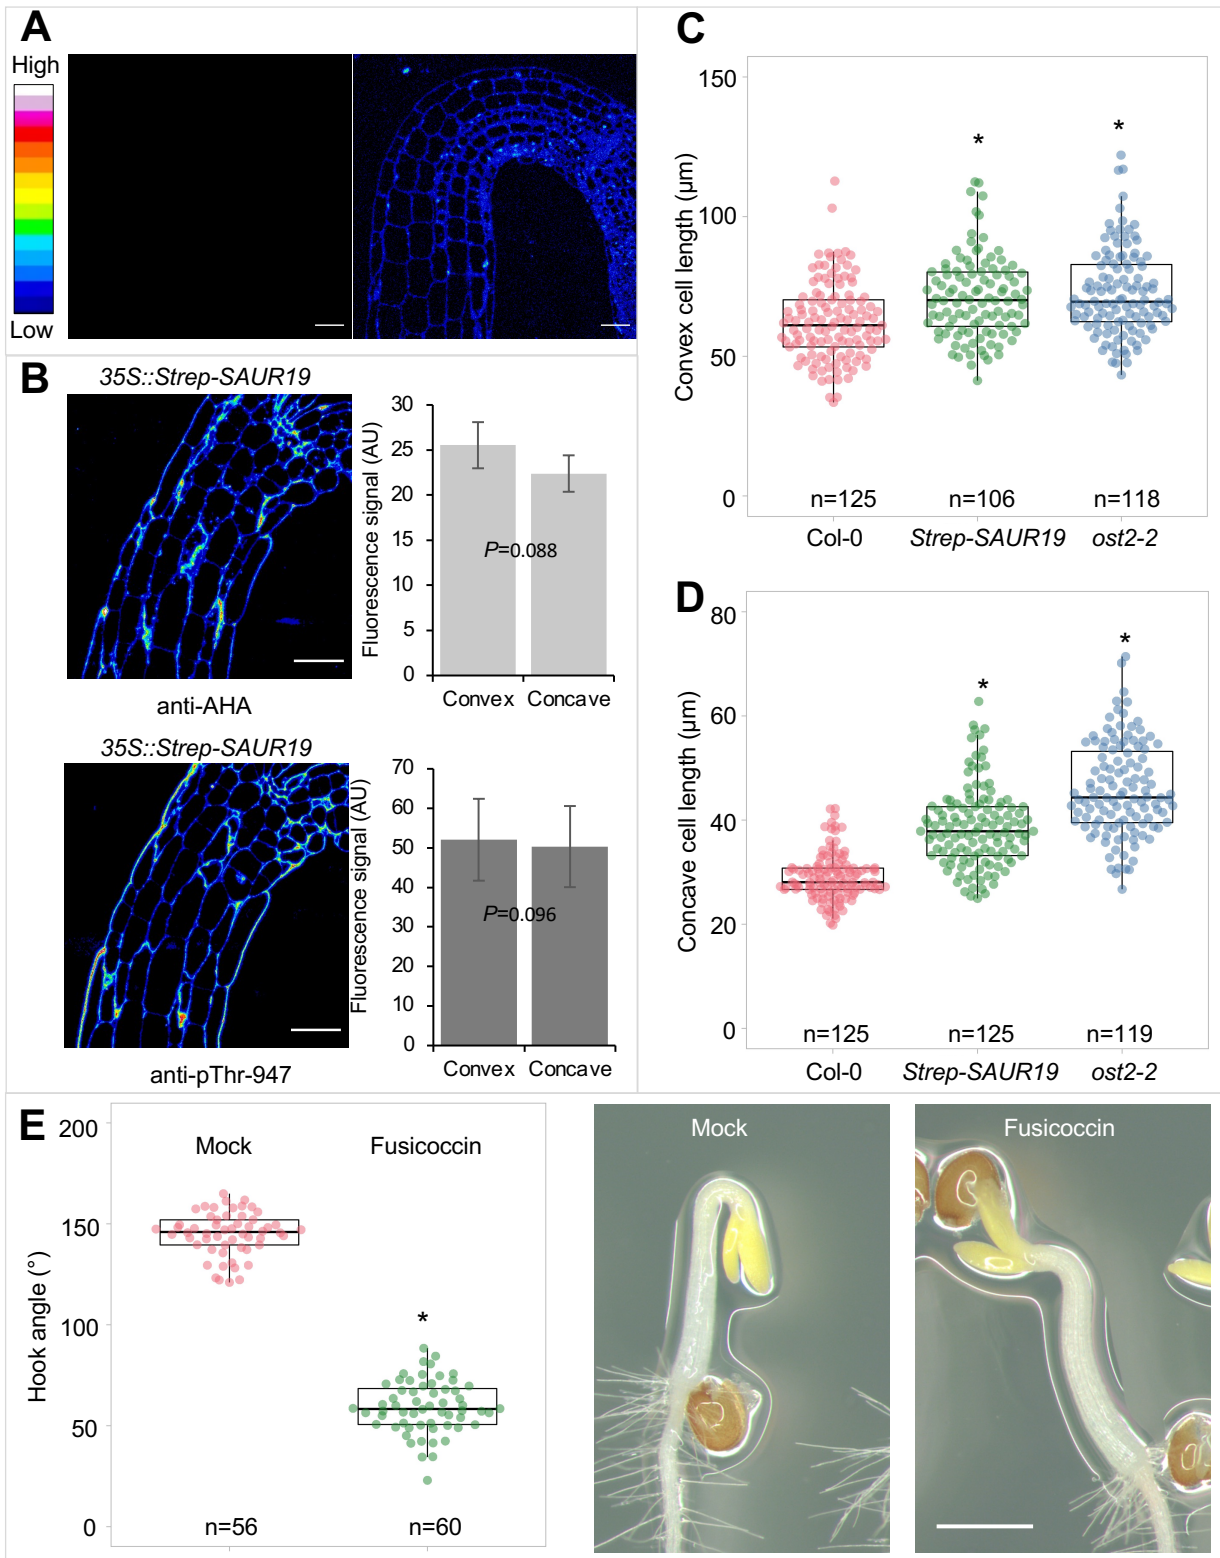 A
High
Low
B
35S::Strep-SAUR19
anti-AHA
Fluorescence signal (AU)
30
25
20
15
10
5
0
P=0.088
Convex
Concave
35S::Strep-SAUR19
anti-pThr-947
Fluorescence signal (AU)
70
60
50
40
30
20
10
0
P=0.096
Convex
Concave
C
Convex cell length (µm)
150
100
50
0
*
*
n=125
n=106
n=118
Col-0
Strep-SAUR19
ost2-2
D
Concave cell length (µm)
80
60
40
20
0
*
*
n=125
n=125
n=119
Col-0
Strep-SAUR19
ost2-2
E
Hook angle (°)
200
150
100
50
0
Mock
Fusicoccin
*
n=56
n=60
Mock
Fusicoccin